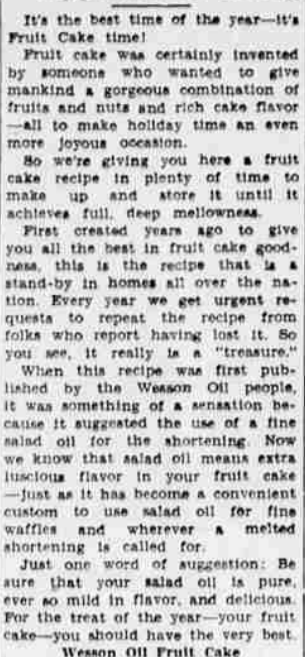 It's the best time of the year—it's
Fruit Cake time!
Fruit cake was certainly invented
by someone who wanted to give
mankind a gorgeous combination of
fruits and nuts and rich cake flavor
—all to make holiday time an even
more joyous occasion.
So we're giving you here a fruit
cake recipe in plenty of time to
make up and store it until it
achieves full, deep mellowness.
First created years ago to give
you all the best in fruit cake good-
ness, this is the recipe that is a
stand-by in homes all over the na-
tion. Every year we get urgent re-
quests to repeat the recipe from
folks who report having lost it. So
you see, it really is a "treasure."
When this recipe was first pub-
lished by the Wesson Oil people,
it was something of a sensation be-
cause it suggested the use of a fine
salad oil for the shortening. Now
we know that salad oil means extra
luscious flavor in your fruit cake
—just as it has become a convenient
custom to use salad oil for fine
waffles and wherever a melted
shortening is called for.
Just one word of suggestion: Be
sure that your salad oil is pure,
ever so mild in flavor, and delicious.
For the treat of the year—your fruit
cake—you should have the very best.
Wesson Oil Fruit Cake